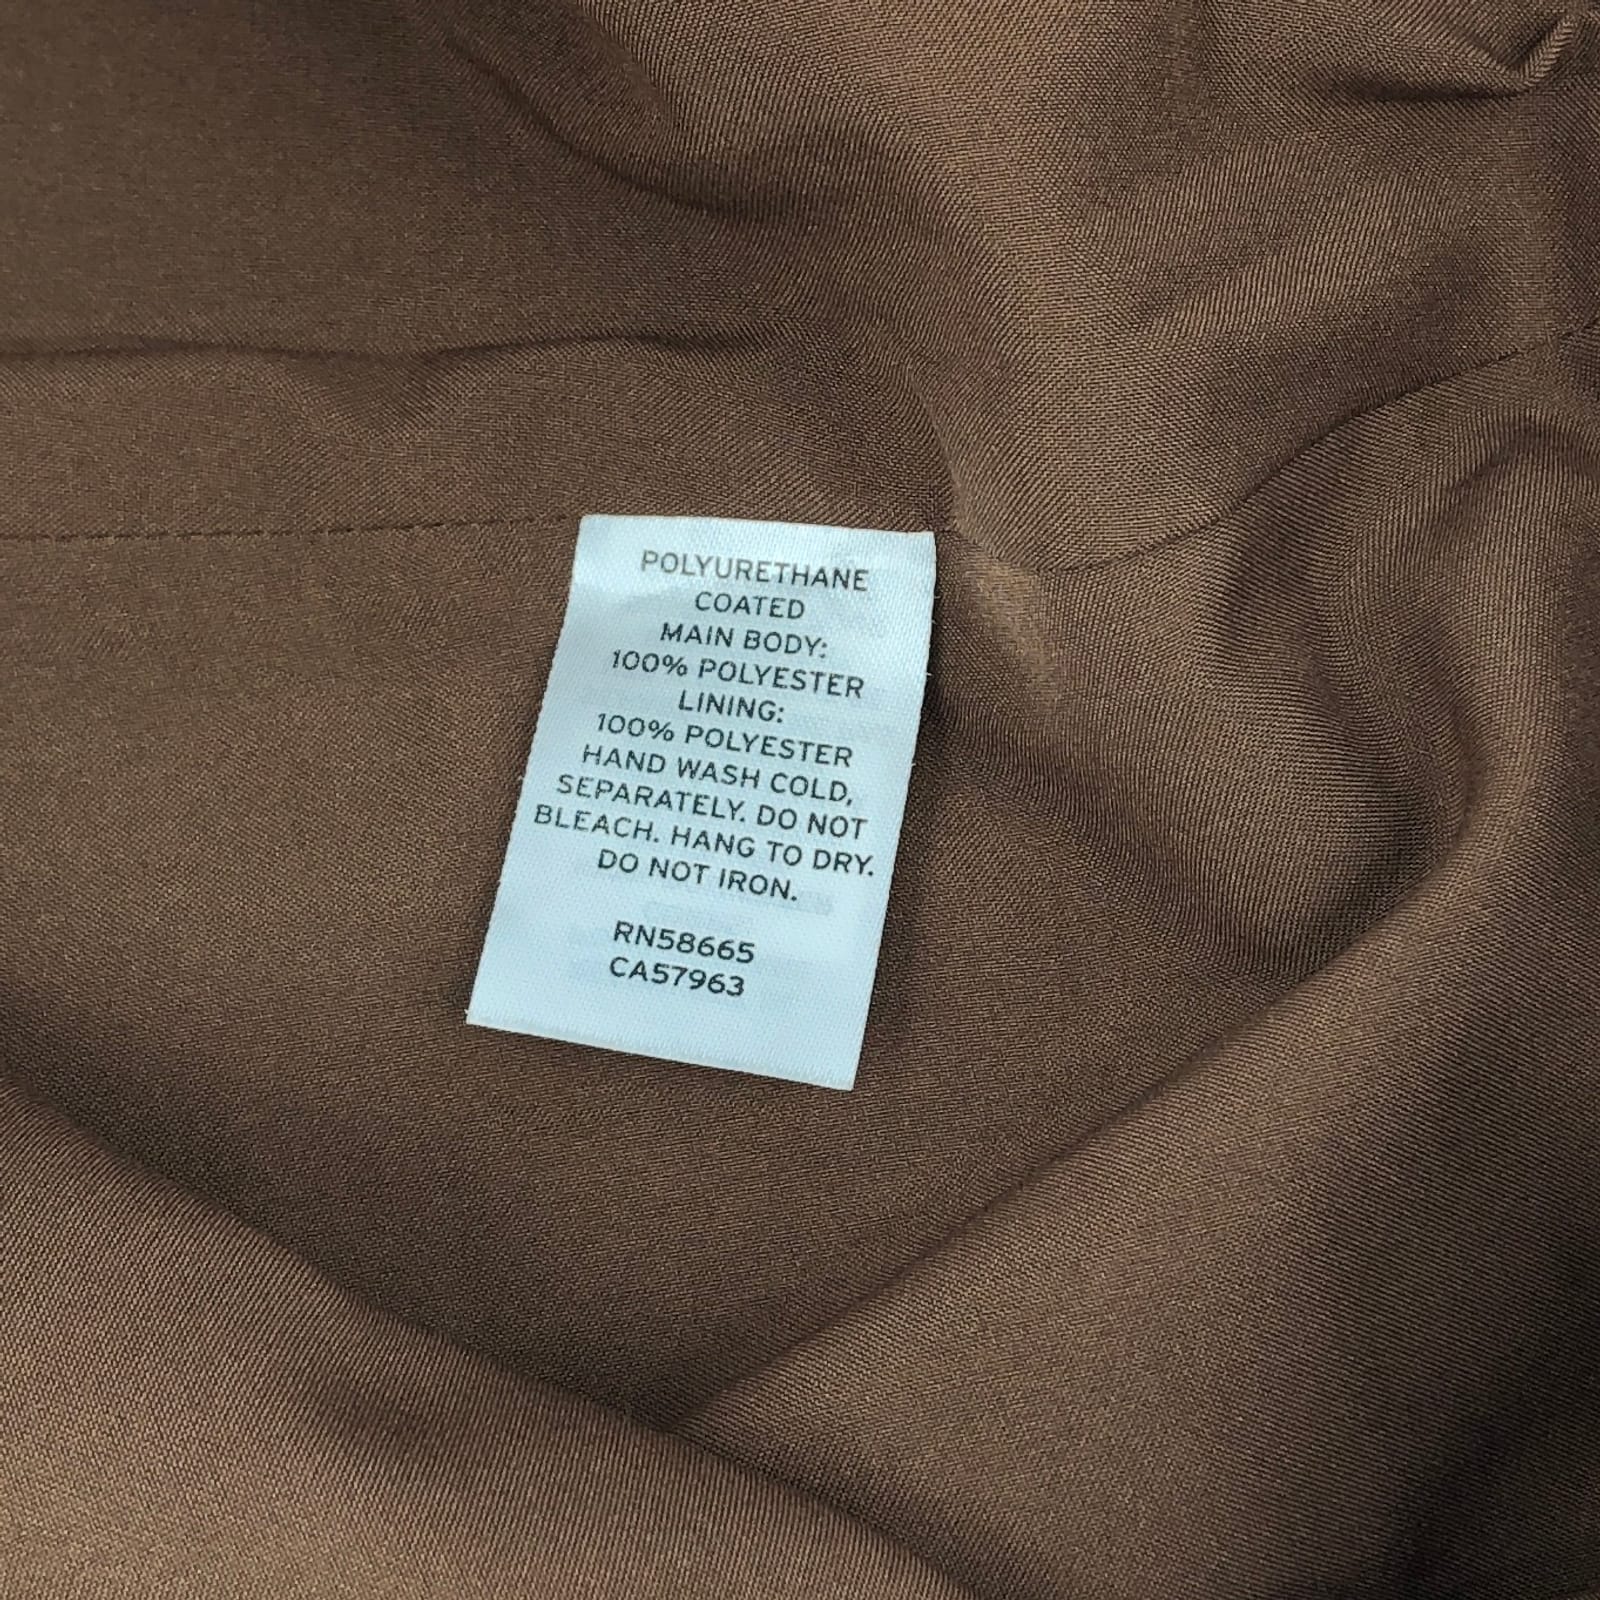 POLYURETHANE
COATED
MAIN BODY:
100% POLYESTER
LINING:
100% POLYESTER
HAND WASH COLD,
SEPARATELY. DO NOT
BLEACH. HANG TO DRY.
DO NOT IRON.
RN58665
CA57963